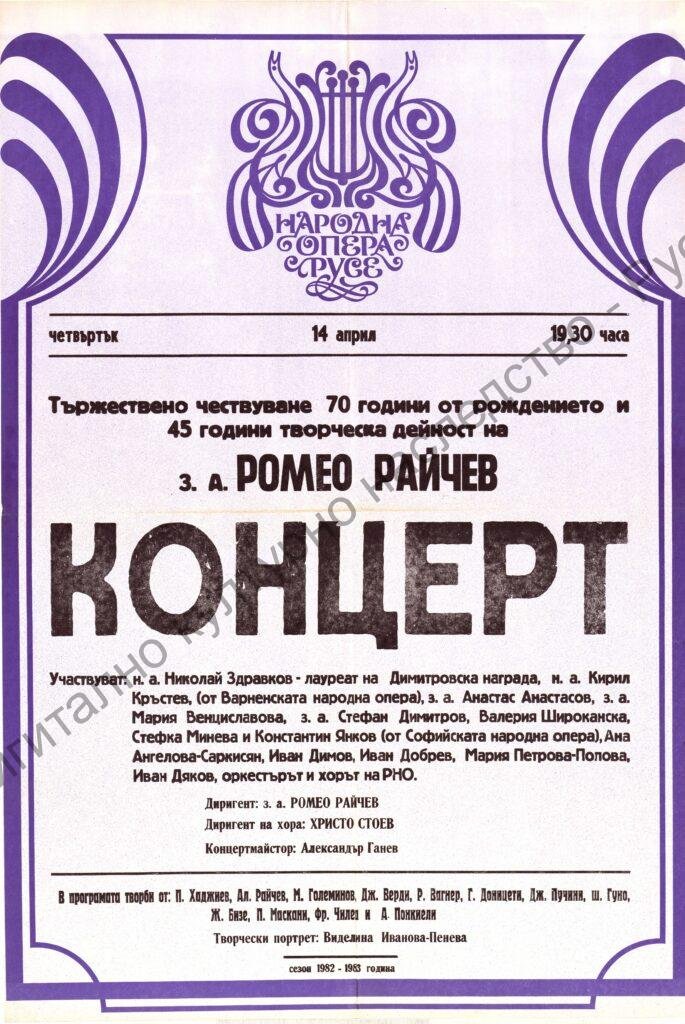 НАРОДНА
ОПЕРА
РУСЕ
четвъртък 14 април 19,30 часа
Тържествено честване 70 години от рождението и
45 години творческа дейност на
з. а. РОМЕО РАЙЧЕВ
КОНЦЕРТ
Участвуват: н. а. Николай Здравков - лауреат на Димитровска награда, н. а. Кирил
Кръстев, (от Варненската народна опера), з. а. Анастас Анастасов, з. а.
Мария Венциславова, з. а. Стефан Димитров, Валерия Широканска,
Стефка Минева и Константин Янков (от Софийската народна опера), Ана
Ангелова-Саркисян, Иван Димов, Иван Добрев, Мария Петрова-Попова,
Иван Дяков, оркестърът и хорът на РНО.
Диригент: з. а. РОМЕО РАЙЧЕВ
Диригент на хора: ХРИСТО СТОЕВ
Концертмайстор: Александър Ганев
В програмата творби от: П. Хаджиев, Ал. Райчев, М. Големинов, Дж. Верди, Р. Вагнер, Г. Доницети, Дж. Пучини, ш. Гуно,
Ж. Бизе, П. Маскани, Фр. Чилеа и А. Понкиели
Творчески портрет: Виделина Иванова-Пенева
сезон 1982 - 1983 година
дигитално културно наследство - Русе